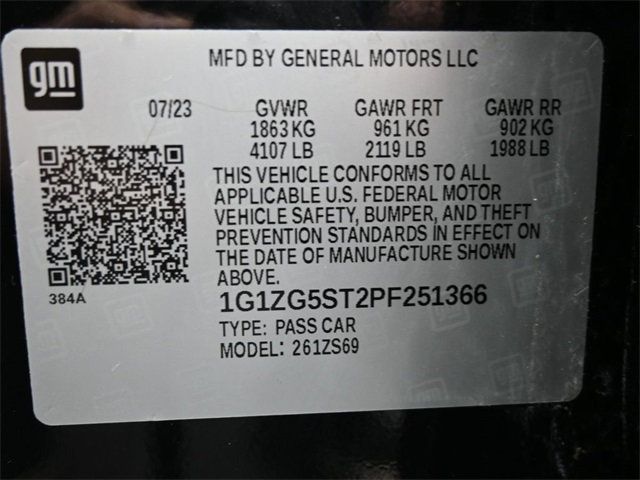 gm
MFD BY GENERAL MOTORS LLC
07/23 GVWR GAWR FRT GAWR RR
1863 KG 961 KG 902 KG
4107 LB 2119 LB 1988 LB
THIS VEHICLE CONFORMS TO ALL
APPLICABLE U.S. FEDERAL MOTOR
VEHICLE SAFETY, BUMPER, AND THEFT
PREVENTION STANDARDS IN EFFECT ON
THE DATE OF MANUFACTURE SHOWN
ABOVE.
384A
1G1ZG5ST2PF251366
TYPE: PASS CAR
MODEL: 261ZS69